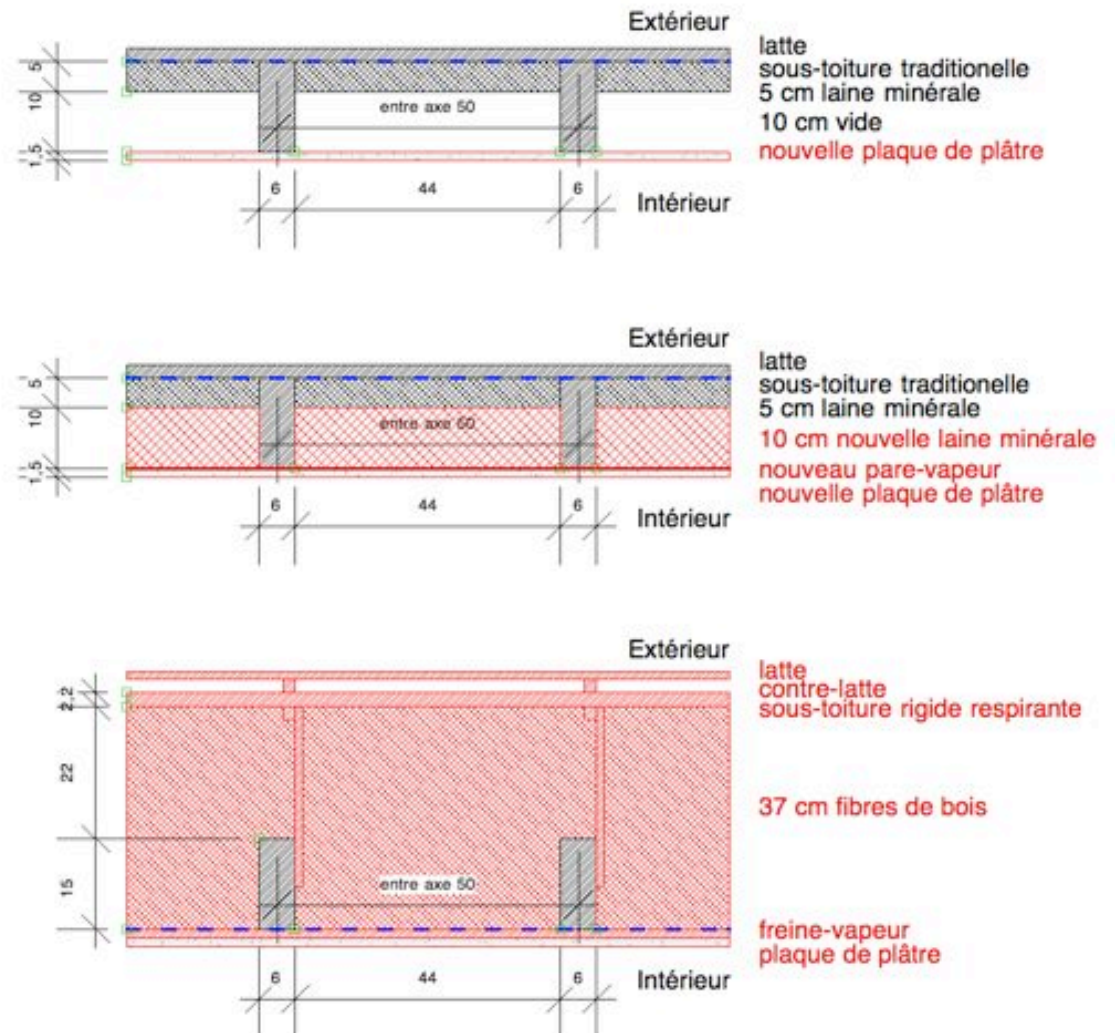 Extérieur
latte
sous-toiture traditionelle
5 cm laine minérale
10 cm vide
nouvelle plaque de plâtre
5
10
1,5
entre axe 50
6
44
6
Intérieur
Extérieur
latte
sous-toiture traditionelle
5 cm laine minérale
10 cm nouvelle laine minérale
nouveau pare-vapeur
nouvelle plaque de plâtre
5
10
1,5
entre axe 50
6
44
6
Intérieur
Extérieur
latte
contre-latte
sous-toiture rigide respirante
37 cm fibres de bois
freine-vapeur
plaque de plâtre
2,2
22
15
entre axe 50
6
44
6
Intérieur